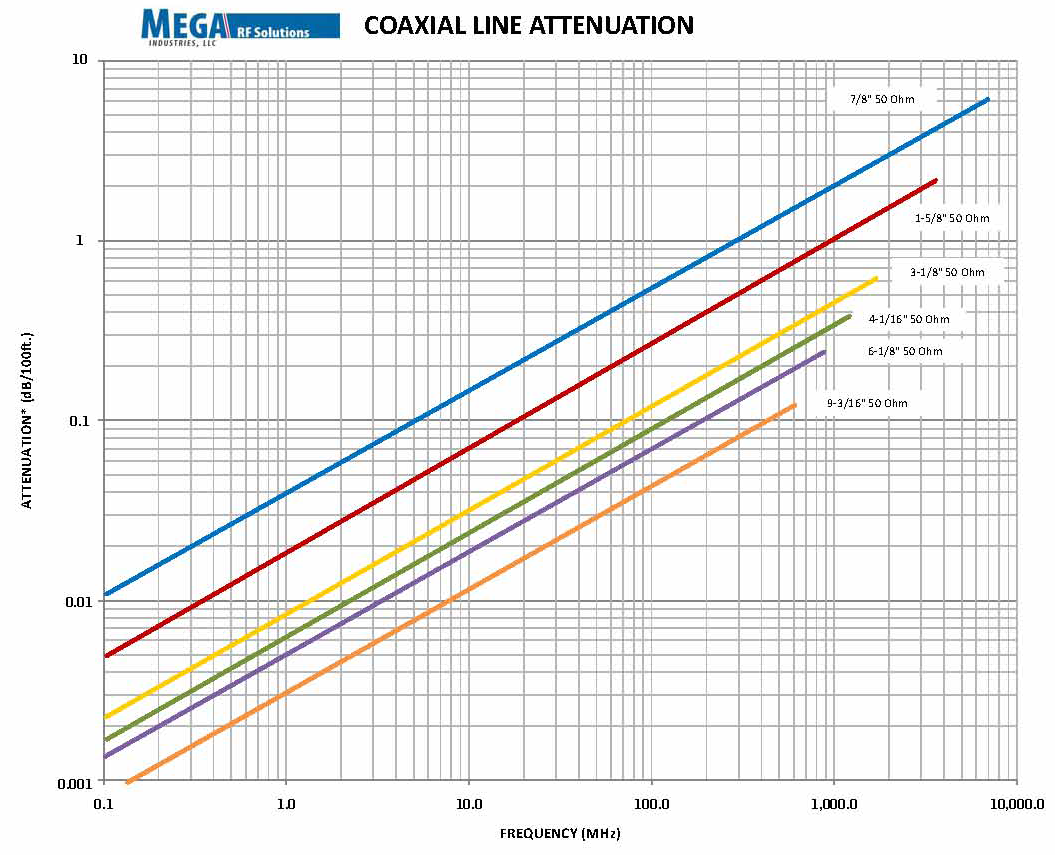 MEGA RF Solutions
INDUSTRIES, LLC
COAXIAL LINE ATTENUATION
10
7/8" 50 Ohm
1-5/8" 50 Ohm
1
3-1/8" 50 Ohm
4-1/16" 50 Ohm
6-1/8" 50 Ohm
9-3/16" 50 Ohm
0.1
ATTENUATION* (dB/100ft.)
0.01
0.001
0.1 1.0 10.0 100.0 1,000.0 10,000.0
FREQUENCY (MHz)